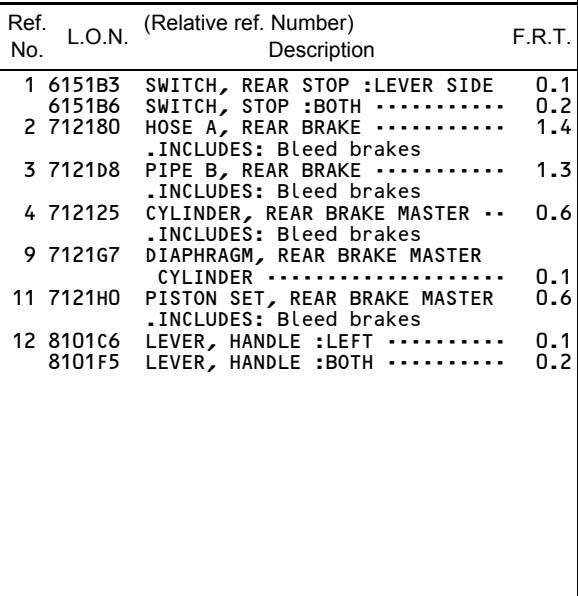 Ref. No. L.O.N. (Relative ref. Number) Description F.R.T.
1 6151B3 SWITCH, REAR STOP :LEVER SIDE 0.1
6151B6 SWITCH, STOP :BOTH ----------- 0.2
2 712180 HOSE A, REAR BRAKE ----------- 1.4
.INCLUDES: Bleed brakes
3 7121D8 PIPE B, REAR BRAKE ----------- 1.3
.INCLUDES: Bleed brakes
4 712125 CYLINDER, REAR BRAKE MASTER -- 0.6
.INCLUDES: Bleed brakes
9 7121G7 DIAPHRAGM, REAR BRAKE MASTER
CYLINDER -------------------- 0.1
11 7121H0 PISTON SET, REAR BRAKE MASTER 0.6
.INCLUDES: Bleed brakes
12 8101C6 LEVER, HANDLE :LEFT ---------- 0.1
8101F5 LEVER, HANDLE :BOTH ---------- 0.2